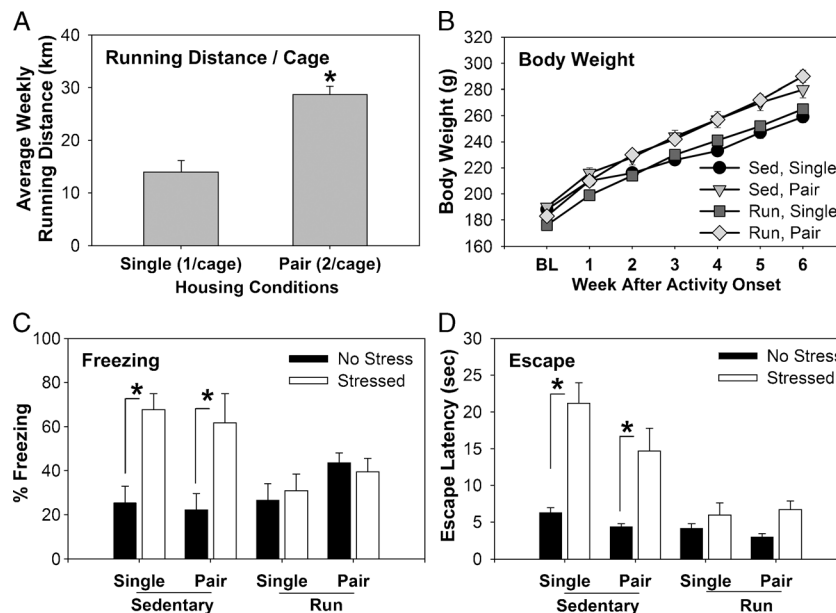 A
Running Distance / Cage
Average Weekly
Running Distance (km)
40
30
20
10
0
*
Single (1/cage)
Pair (2/cage)
Housing Conditions
B
Body Weight
Body Weight (g)
320
300
280
260
240
220
200
180
160
Sed, Single
Sed, Pair
Run, Single
Run, Pair
BL 1 2 3 4 5 6
Week After Activity Onset
C
Freezing
% Freezing
100
80
60
40
20
0
No Stress
Stressed
*
*
Single Pair Single Pair
Sedentary Run
D
Escape
Escape Latency (sec)
30
25
20
15
10
5
0
No Stress
Stressed
*
*
Single Pair Single Pair
Sedentary Run